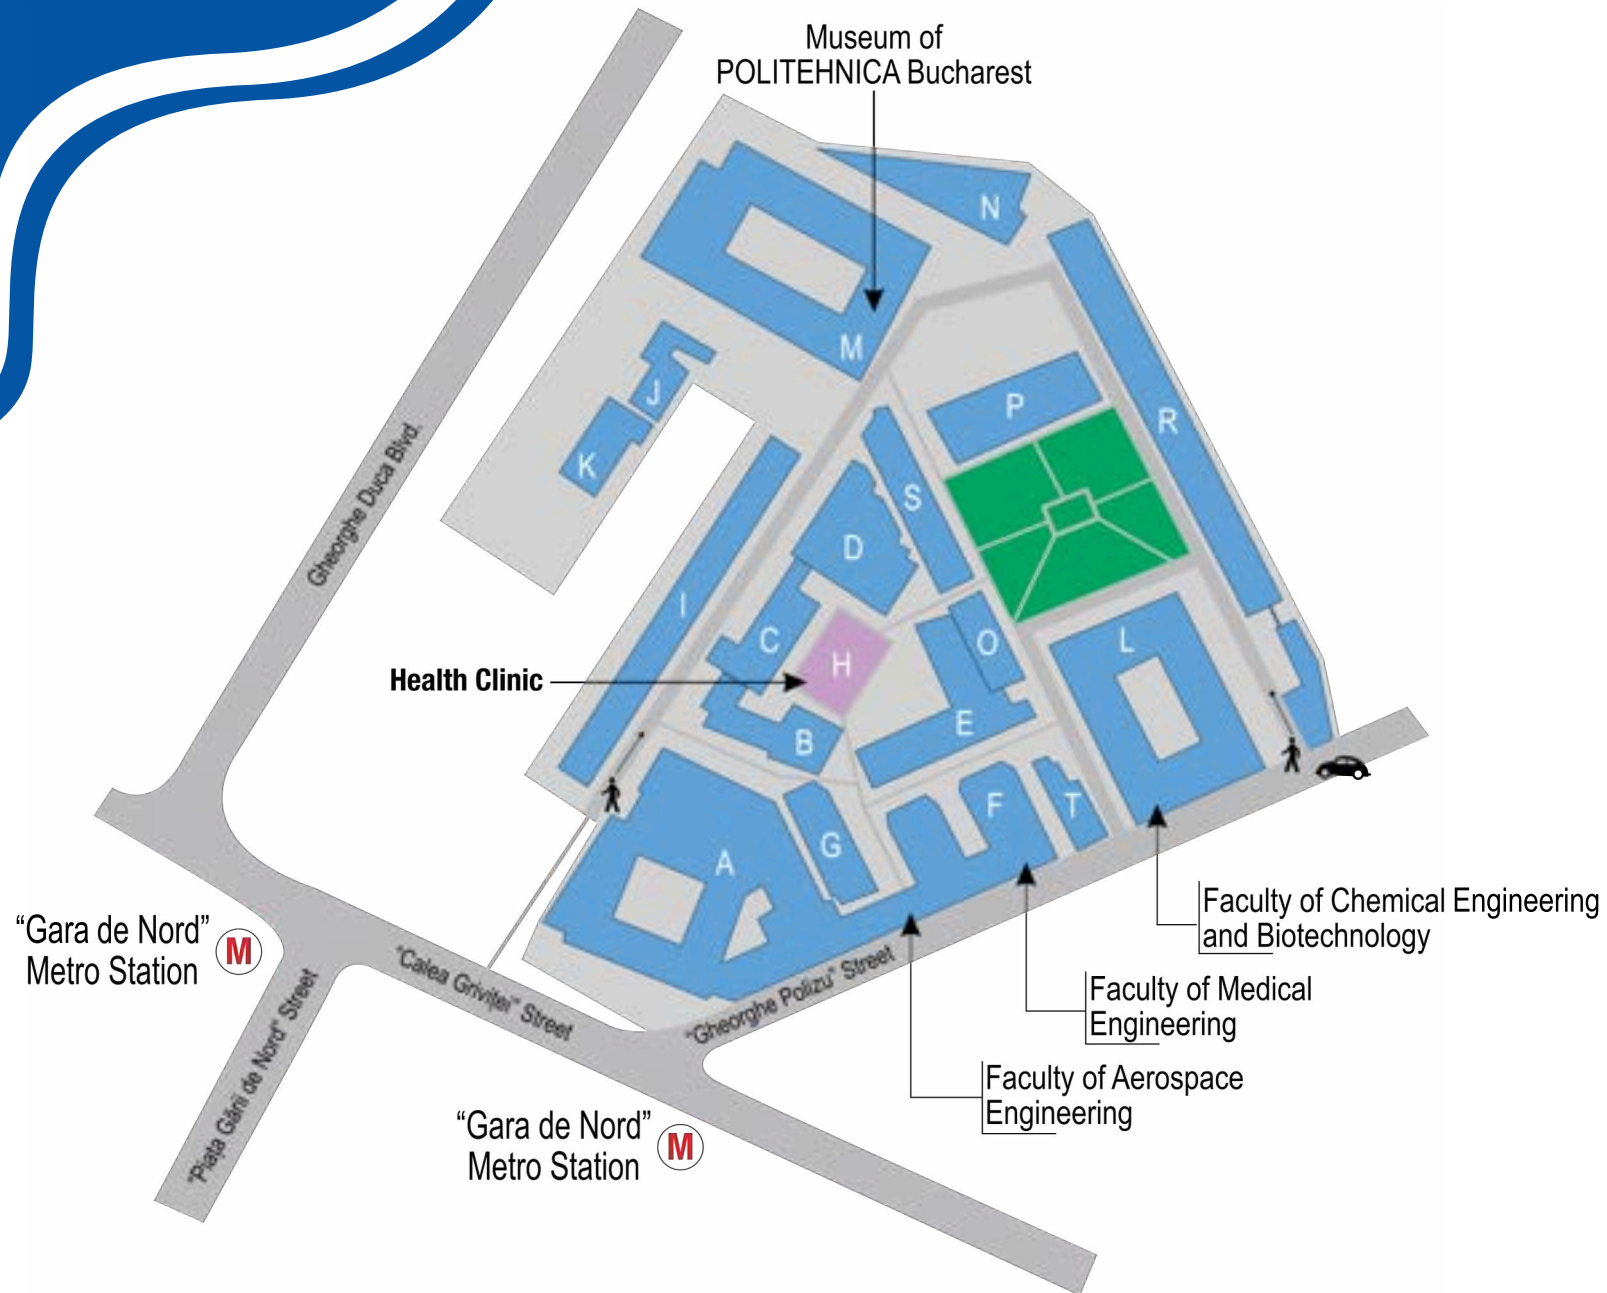 Museum of
POLITEHNICA Bucharest
N
M
J
K
P
R
S
D
I
C
H
O
L
Health Clinic
B
E
F
T
G
A
Gheorghe Duca Blvd.
"Gara de Nord"
Metro Station
M
"Calea Griviței" Street
"Piața Gării de Nord" Street
"Gheorghe Polizu" Street
"Gara de Nord"
Metro Station
M
Faculty of Chemical Engineering
and Biotechnology
Faculty of Medical
Engineering
Faculty of Aerospace
Engineering